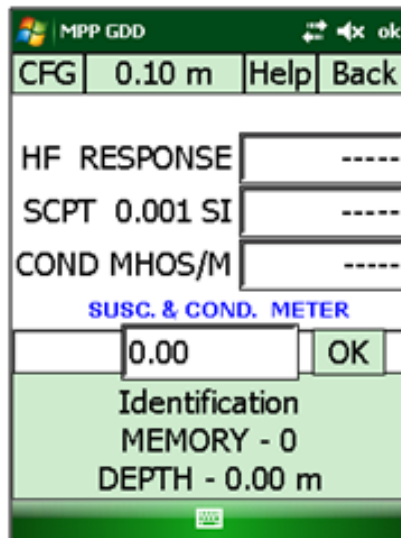 MPP GDD ok
CFG 0.10 m Help Back
HF RESPONSE -----
SCPT 0.001 SI -----
COND MHOS/M -----
SUSC. & COND. METER
0.00 OK
Identification
MEMORY - 0
DEPTH - 0.00 m